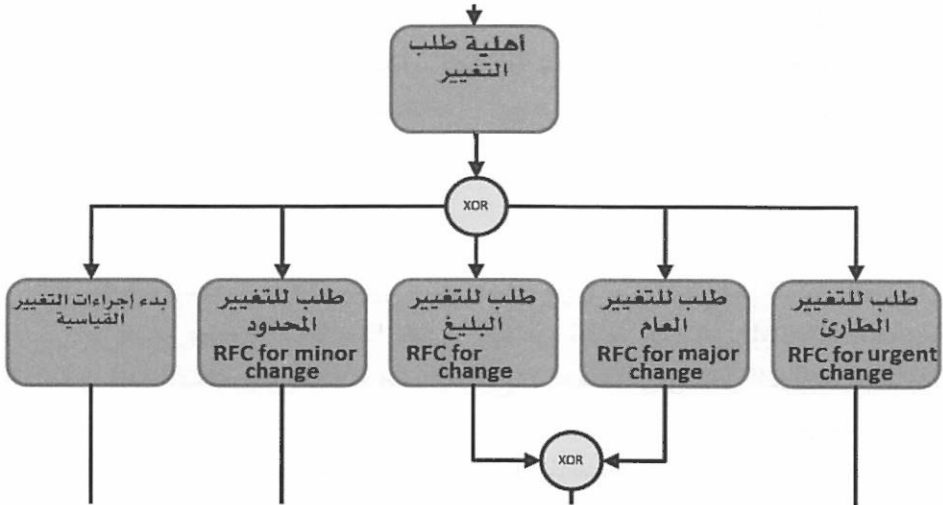 أهلية طلب
التغيير
XOR
طلب للتغيير
الطارئ
RFC for urgent
change
طلب للتغيير
العام
RFC for major
change
طلب للتغيير
البليغ
RFC for
change
طلب للتغيير
المحدود
RFC for minor
change
بدء إجراءات التغيير
القياسية
XOR